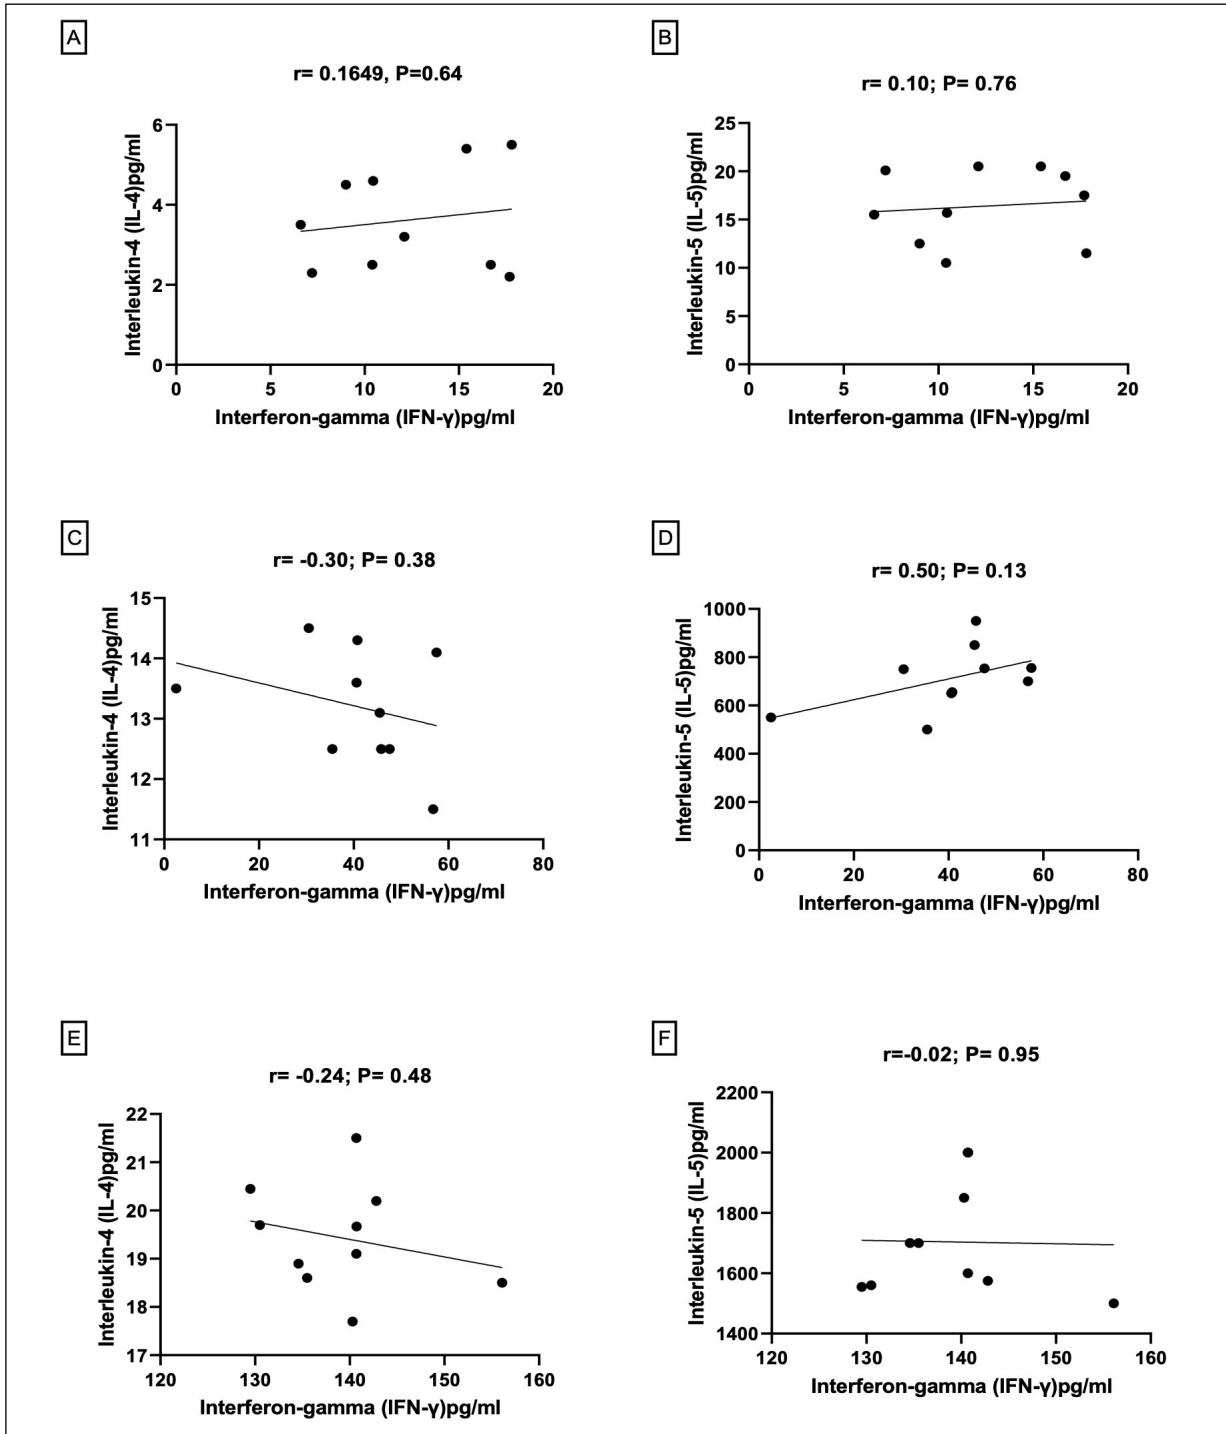 A
r= 0.1649, P=0.64
Interleukin-4 (IL-4)pg/ml
6
4
2
0
0 5 10 15 20
Interferon-gamma (IFN-γ)pg/ml
B
r= 0.10; P= 0.76
Interleukin-5 (IL-5)pg/ml
25
20
15
10
5
0
0 5 10 15 20
Interferon-gamma (IFN-γ)pg/ml
C
r= -0.30; P= 0.38
Interleukin-4 (IL-4)pg/ml
15
14
13
12
11
0 20 40 60 80
Interferon-gamma (IFN-γ)pg/ml
D
r= 0.50; P= 0.13
Interleukin-5 (IL-5)pg/ml
1000
800
600
400
200
0
0 20 40 60 80
Interferon-gamma (IFN-γ)pg/ml
E
r= -0.24; P= 0.48
Interleukin-4 (IL-4)pg/ml
22
21
20
19
18
17
120 130 140 150 160
Interferon-gamma (IFN-γ)pg/ml
F
r=-0.02; P= 0.95
Interleukin-5 (IL-5)pg/ml
2200
2000
1800
1600
1400
120 130 140 150 160
Interferon-gamma (IFN-γ)pg/ml